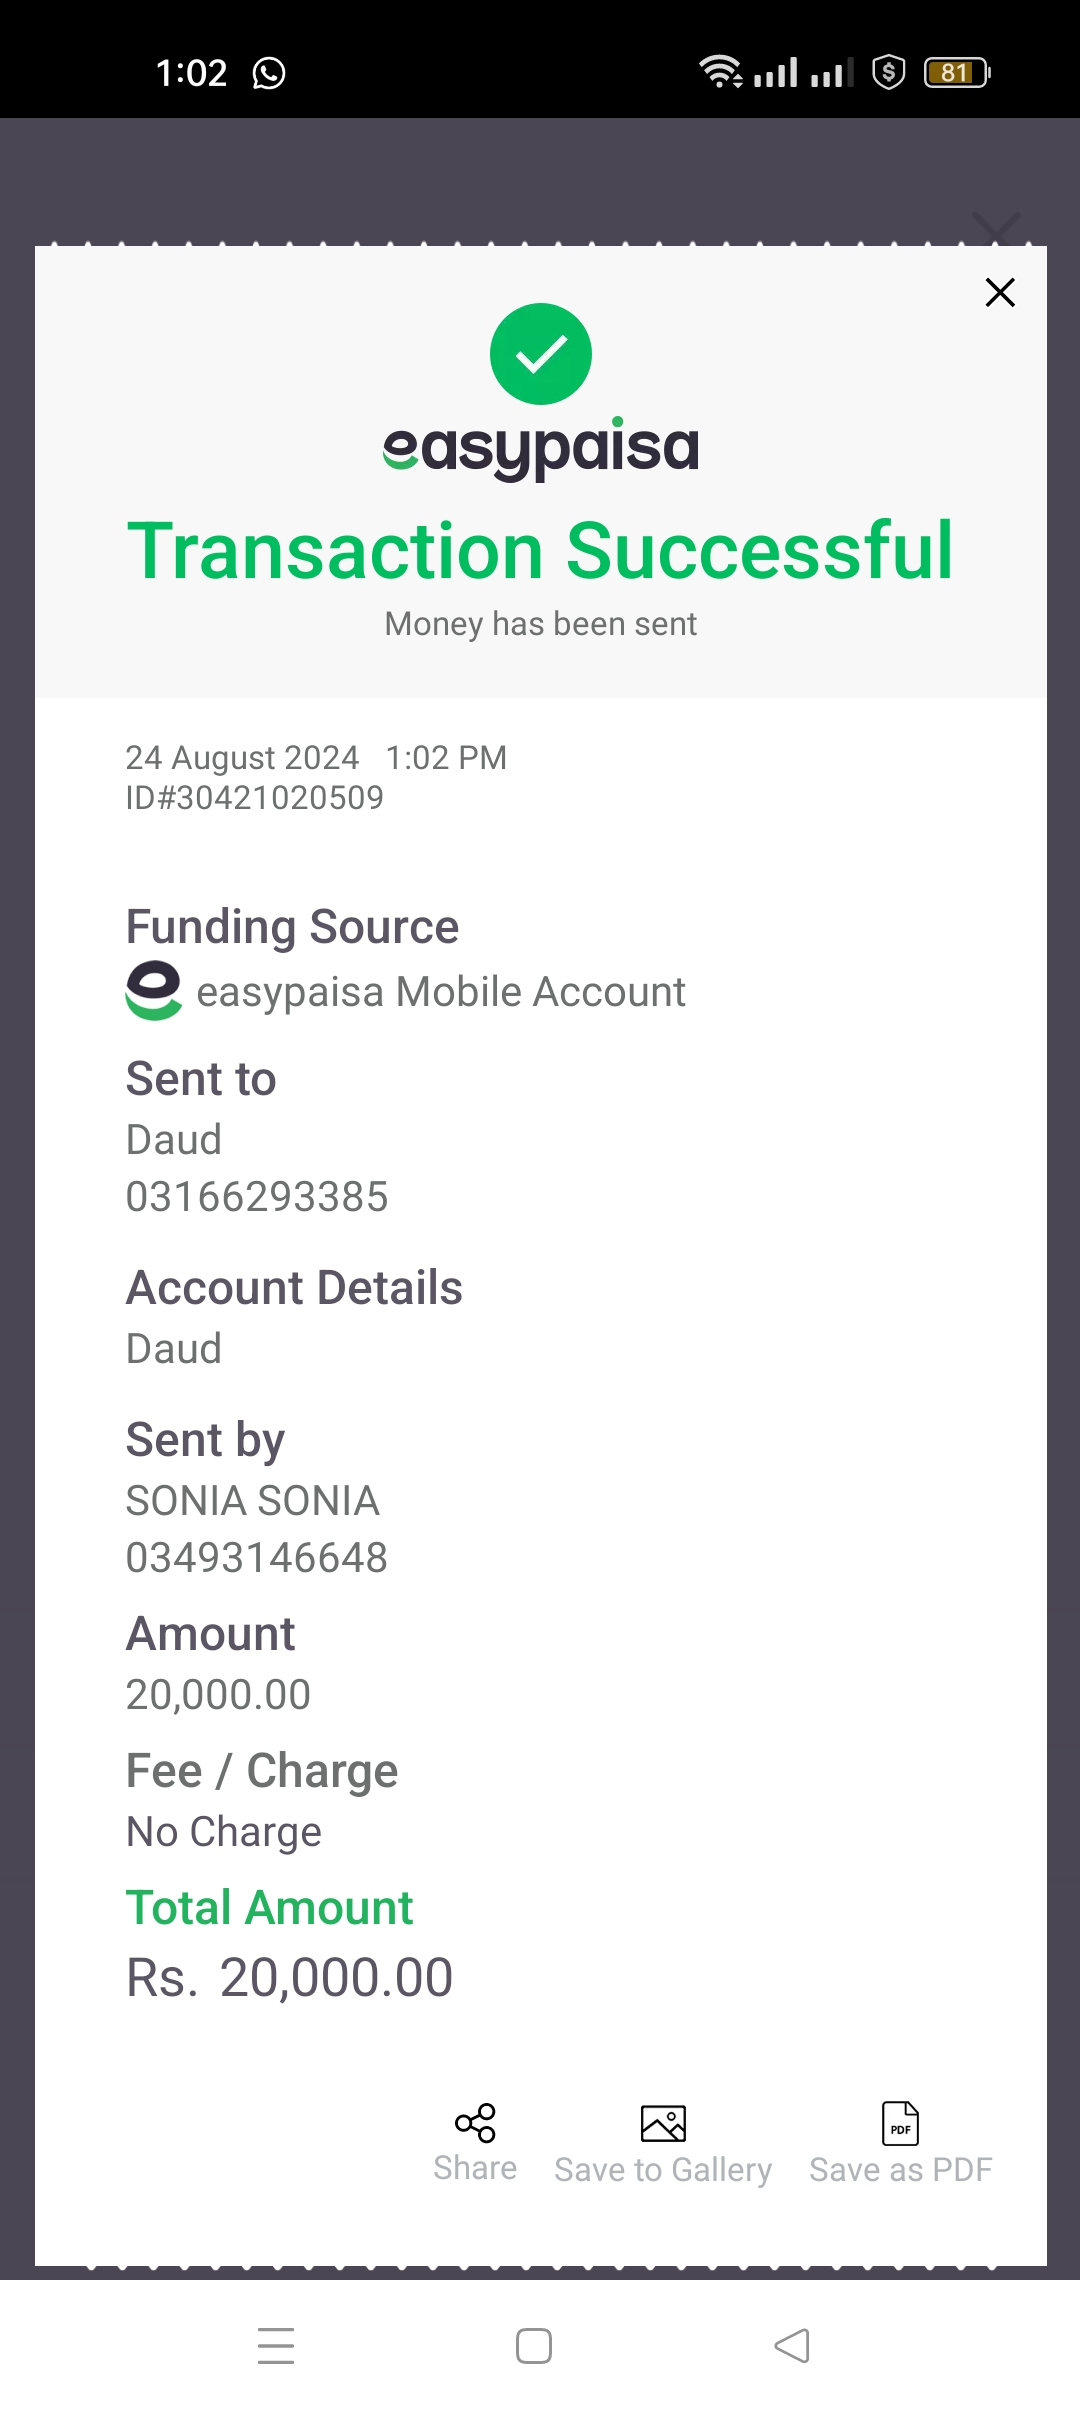 1:02
81
easypaisa
Transaction Successful
Money has been sent
24 August 2024 1:02 PM
ID#30421020509
Funding Source
easypaisa Mobile Account
Sent to
Daud
03166293385
Account Details
Daud
Sent by
SONIA SONIA
03493146648
Amount
20,000.00
Fee / Charge
No Charge
Total Amount
Rs. 20,000.00
PDF
Share Save to Gallery Save as PDF